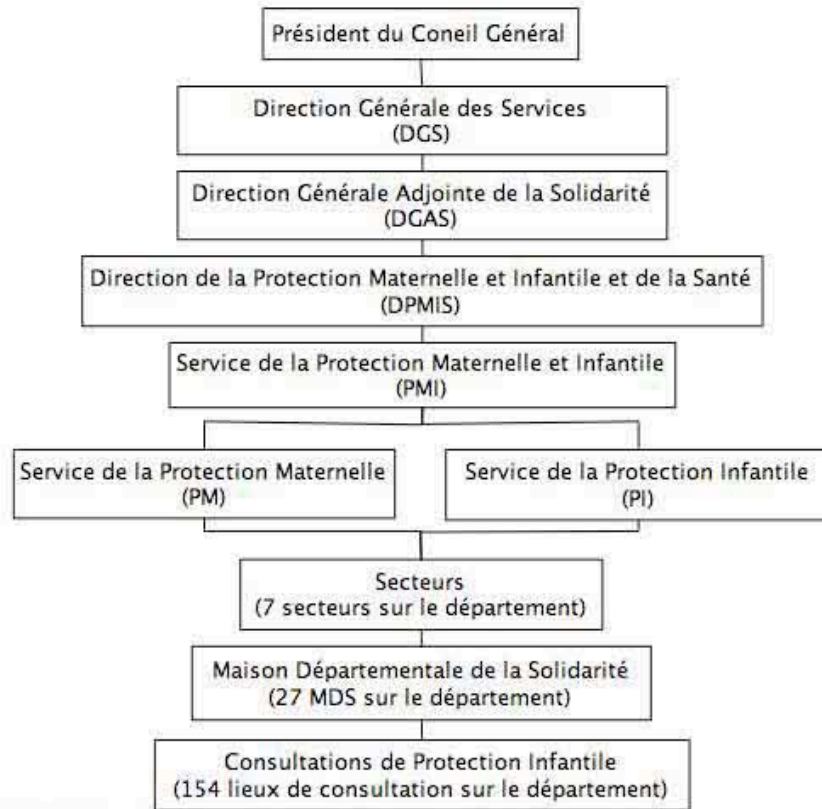 Président du Coneil Général
Direction Générale des Services
(DGS)
Direction Générale Adjointe de la Solidarité
(DGAS)
Direction de la Protection Maternelle et Infantile et de la Santé
(DPMIS)
Service de la Protection Maternelle et Infantile
(PMI)
Service de la Protection Maternelle
(PM)
Service de la Protection Infantile
(PI)
Secteurs
(7 secteurs sur le département)
Maison Départementale de la Solidarité
(27 MDS sur le département)
Consultations de Protection Infantile
(154 lieux de consultation sur le département)